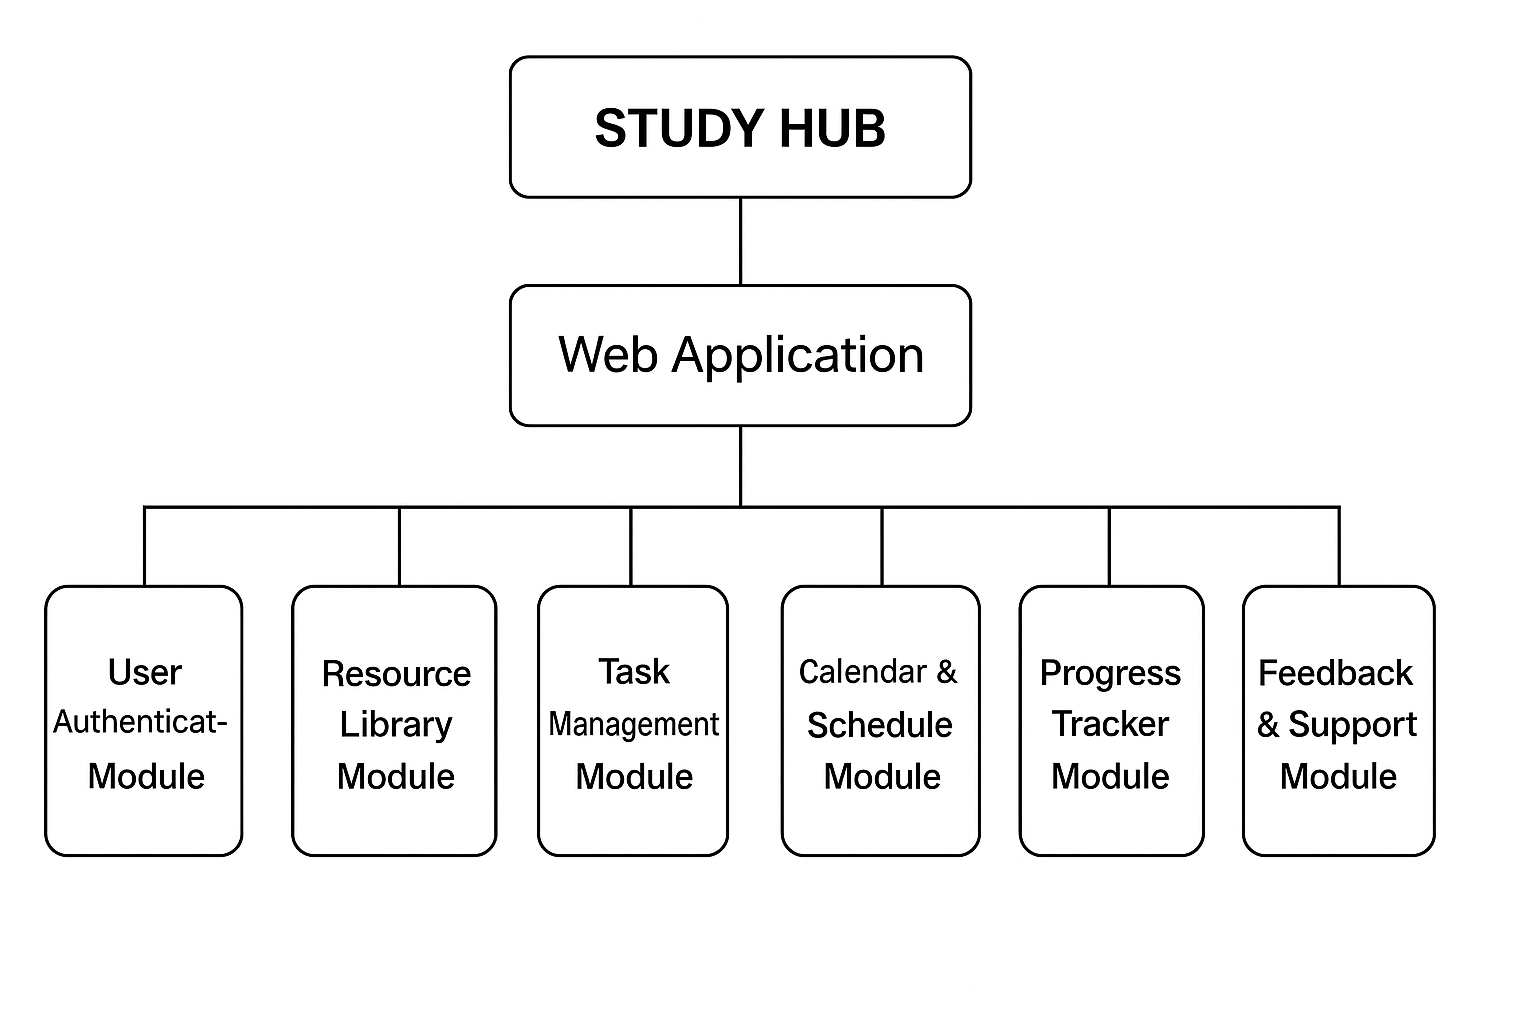 STUDY HUB
Web Application
User
Authenticat-
Module
Resource
Library
Module
Task
Management
Module
Calendar &
Schedule
Module
Progress
Tracker
Module
Feedback
& Support
Module